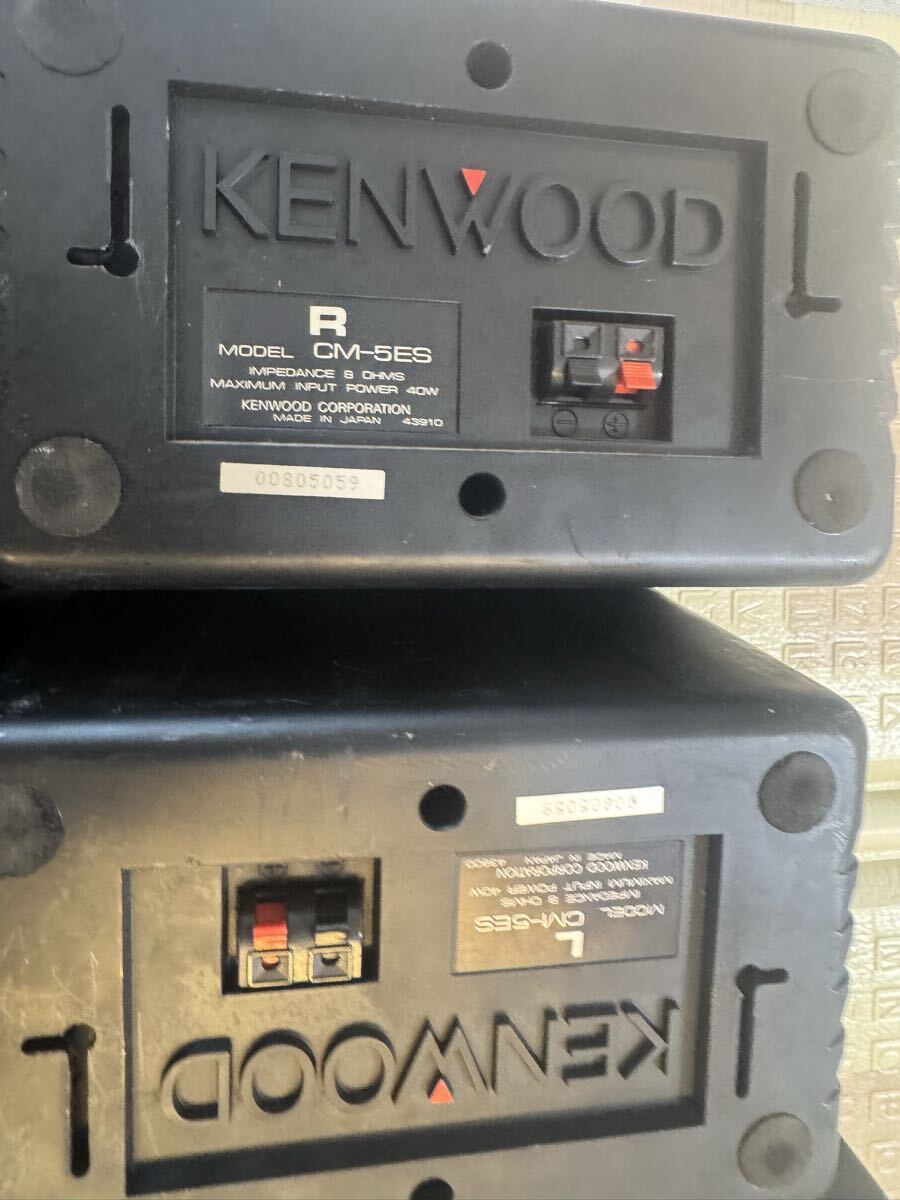 KENWOOD
R
MODEL CM-5ES
IMPEDANCE 8 OHMS
MAXIMUM INPUT POWER 40W
KENWOOD CORPORATION
MADE IN JAPAN 43910
00805059
KENWOOD
L
MODEL CM-5ES
IMPEDANCE 8 OHMS
MAXIMUM INPUT POWER 40W
KENWOOD CORPORATION
MADE IN JAPAN 43900